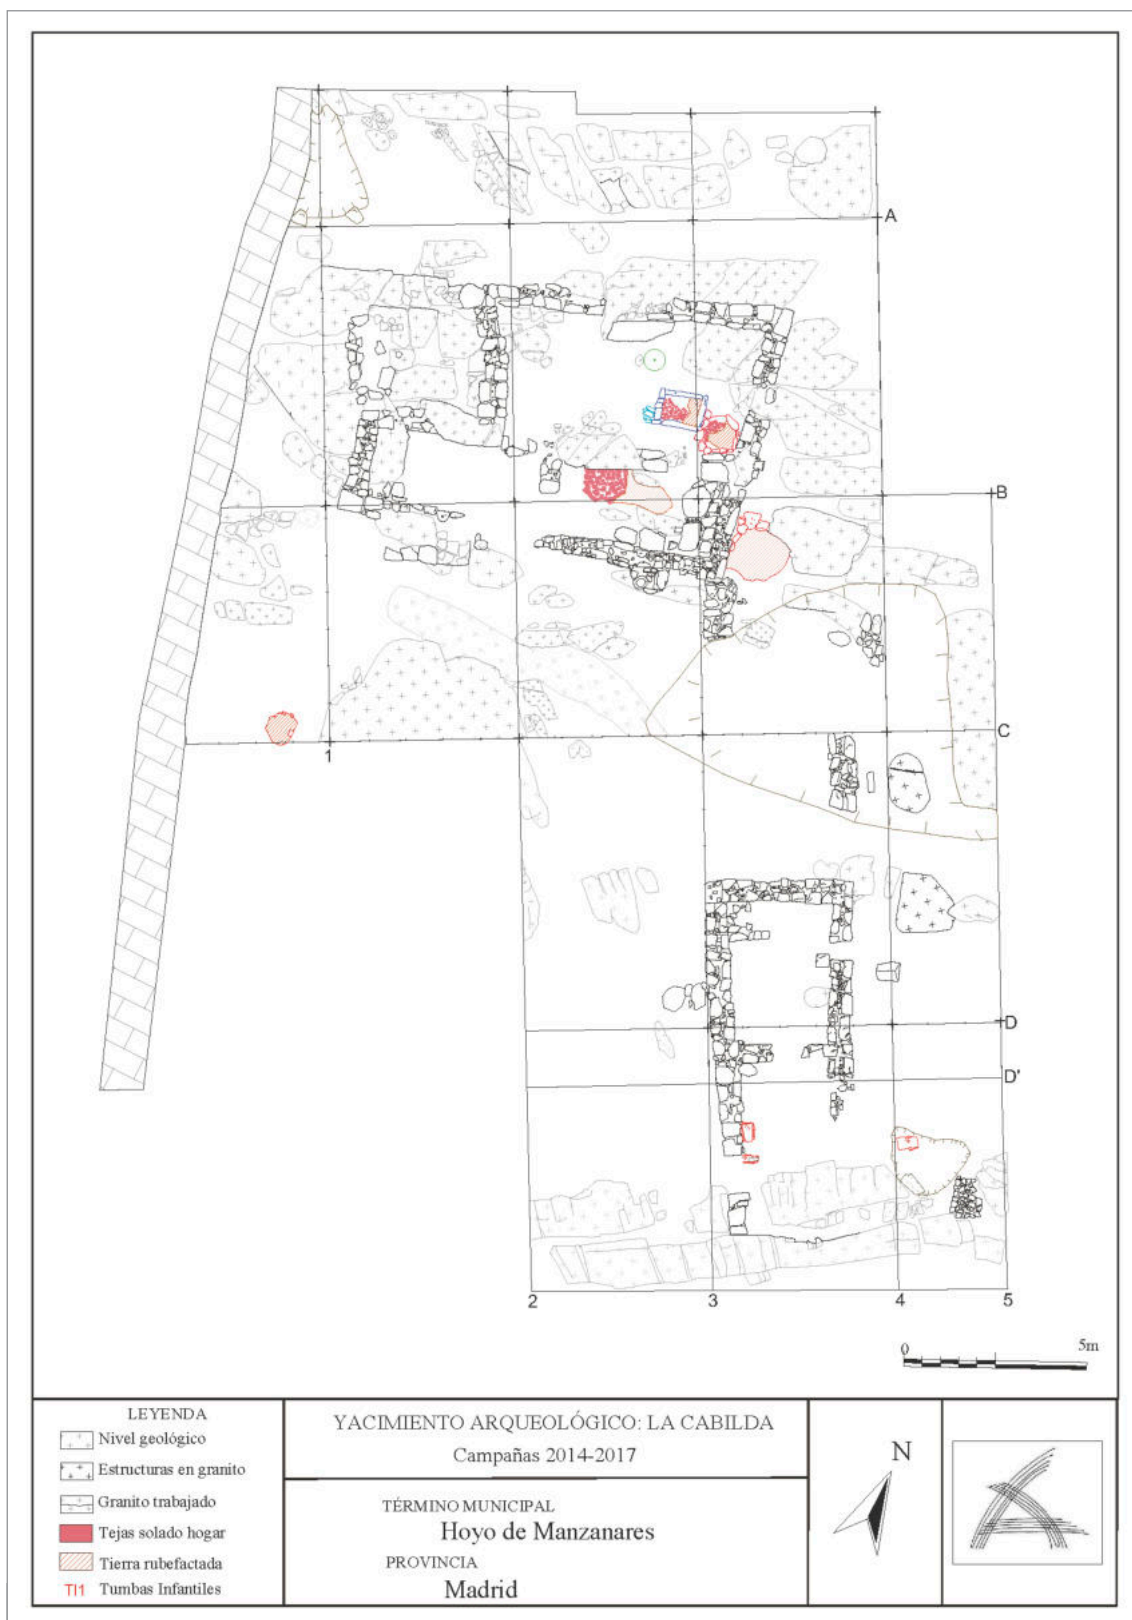 A
B
C
1
D
D'
2 3 4 5
0 5m
LEYENDA
Nivel geológico
Estructuras en granito
Granito trabajado
Tejas solado hogar
Tierra rubefactada
TI1 Tumbas Infantiles
YACIMIENTO ARQUEOLÓGICO: LA CABILDA
Campañas 2014-2017
TÉRMINO MUNICIPAL
Hoyo de Manzanares
PROVINCIA
Madrid
N